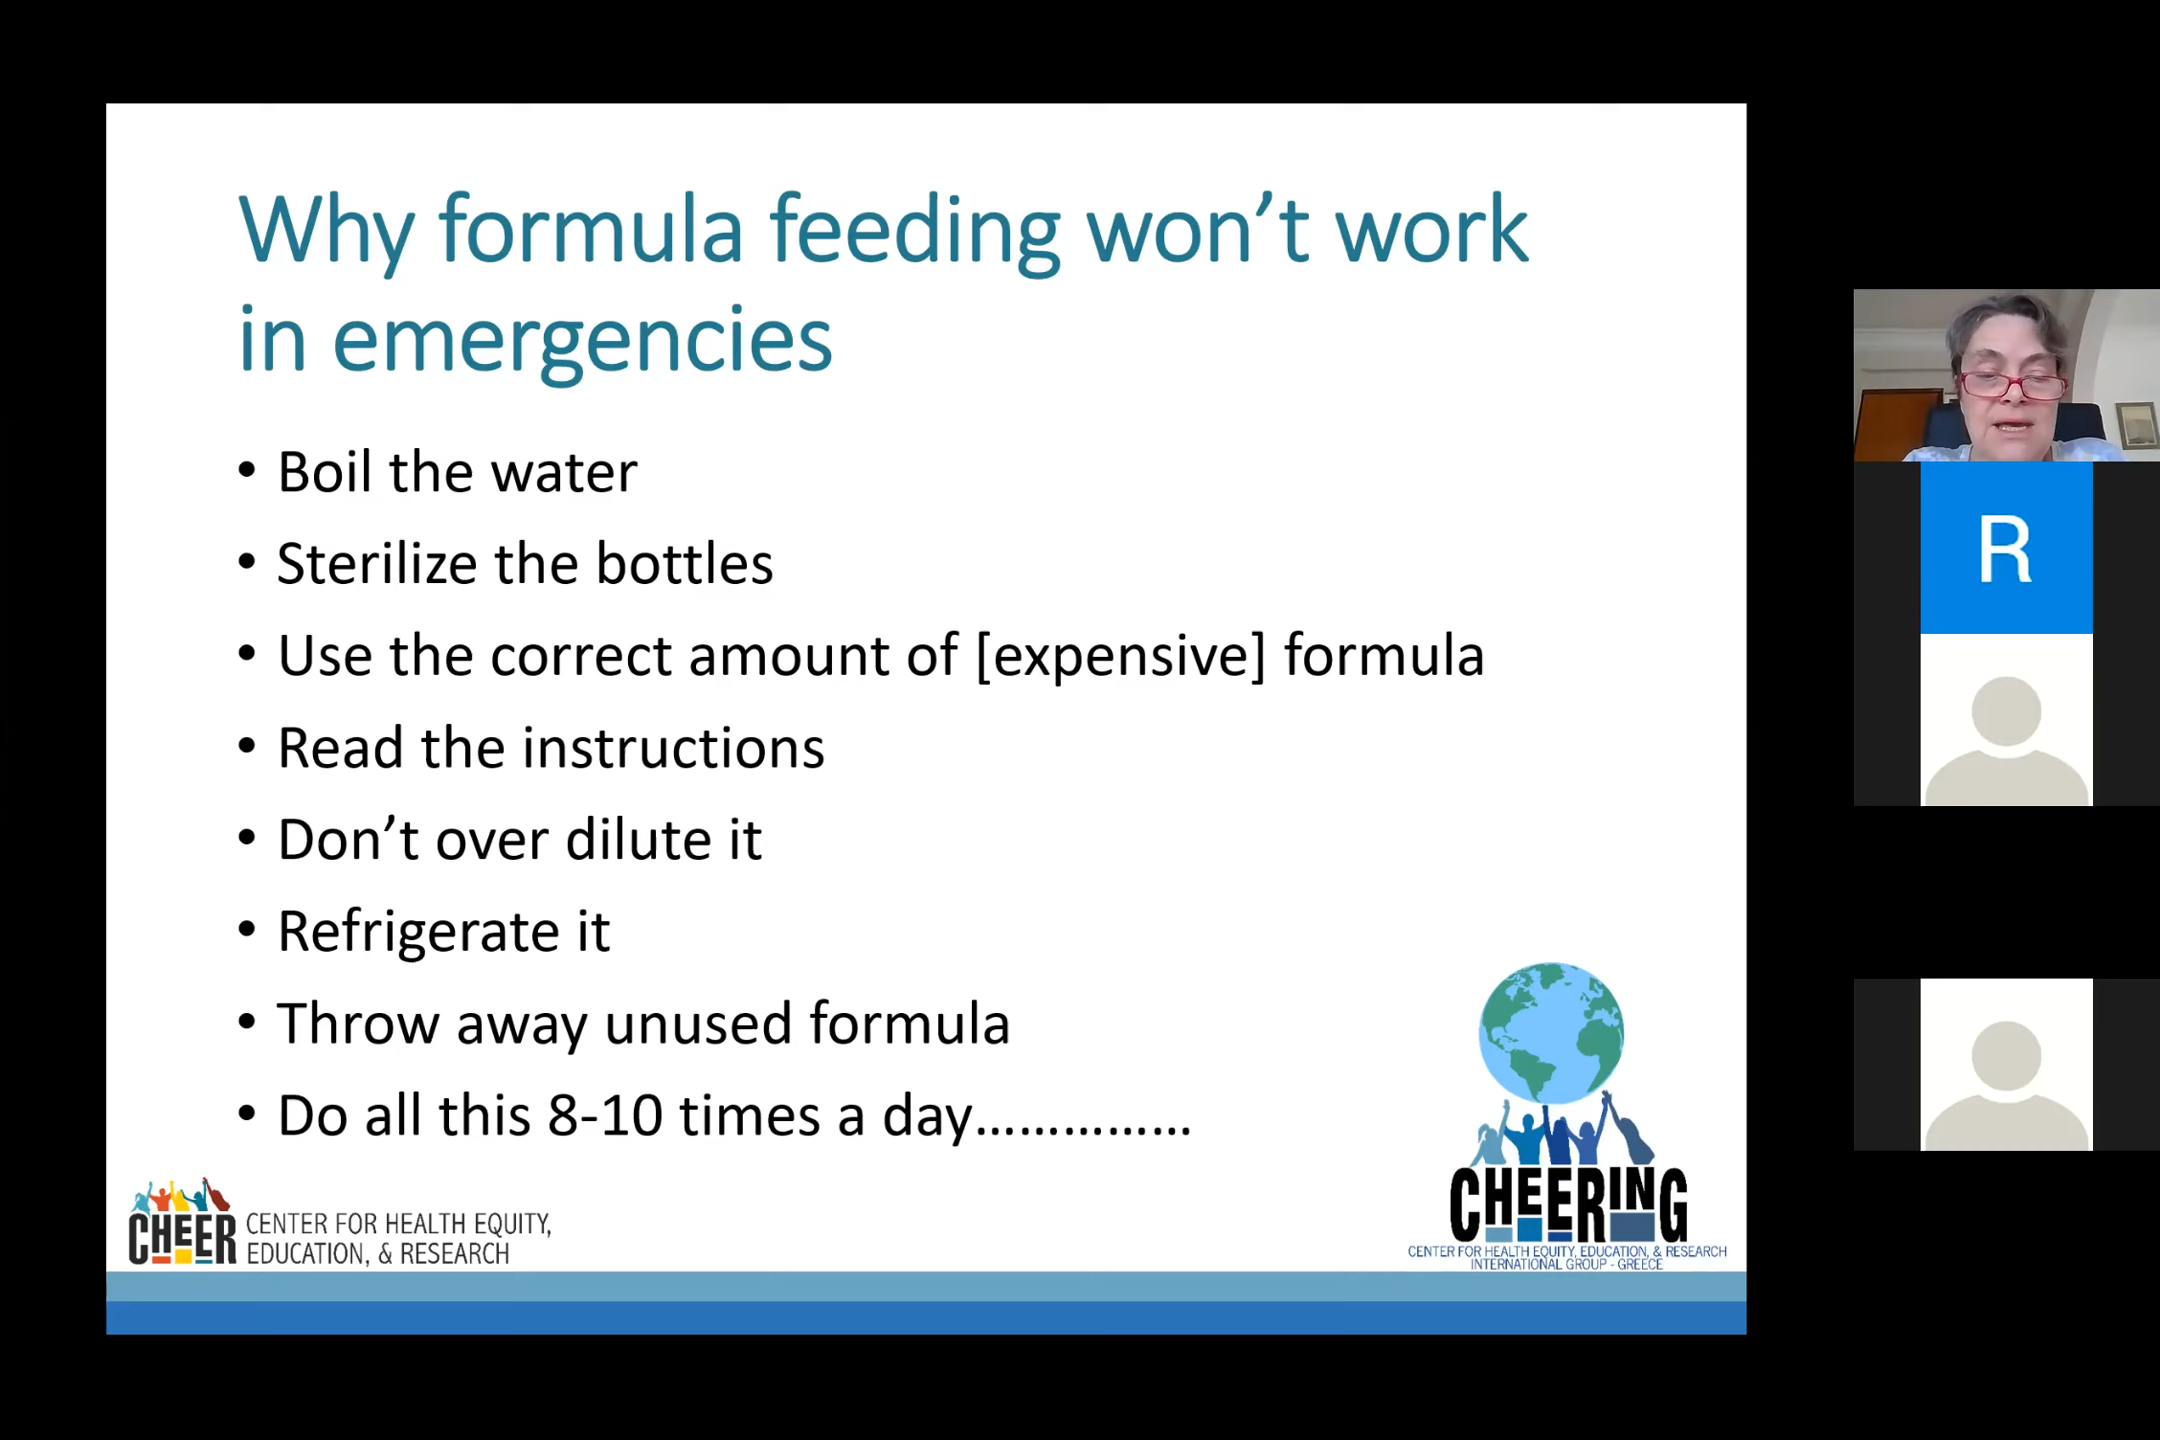 Why formula feeding won’t work
in emergencies
• Boil the water
• Sterilize the bottles
• Use the correct amount of [expensive] formula
• Read the instructions
• Don’t over dilute it
• Refrigerate it
• Throw away unused formula
• Do all this 8-10 times a day……………
CHEER
CENTER FOR HEALTH EQUITY,
EDUCATION, & RESEARCH
CHEERING
CENTER FOR HEALTH EQUITY, EDUCATION, & RESEARCH
INTERNATIONAL GROUP - GREECE
R